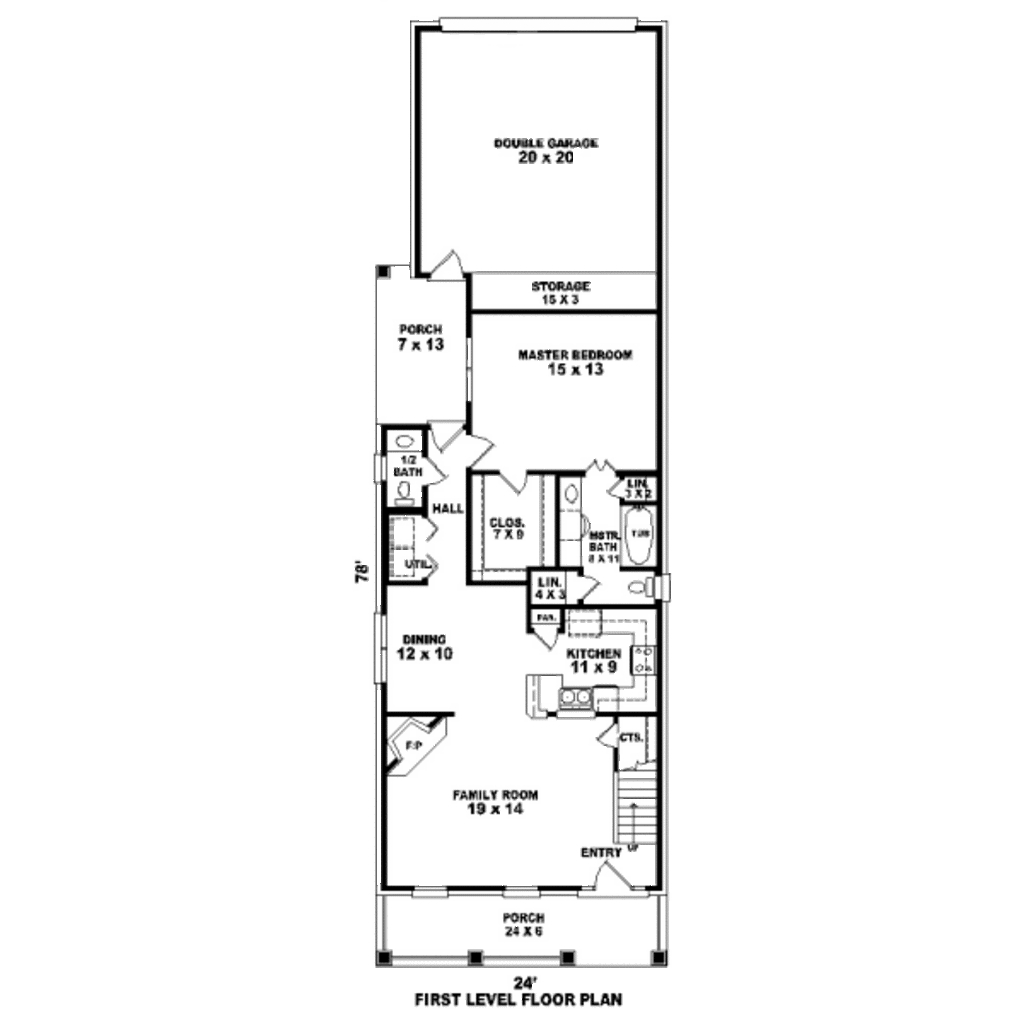 DOUBLE GARAGE
20 x 20
STORAGE
15 X 3
PORCH
7 x 13
MASTER BEDROOM
15 x 13
1/2
BATH
HALL
LIN.
3 X 2
CLOS.
7 X 9
MSTR.
BATH
8 X 11
TUB
UTIL.
78'
LIN.
4 X 3
PAN.
DINING
12 x 10
KITCHEN
11 x 9
CTS.
F/P
FAMILY ROOM
19 x 14
ENTRY
UP
PORCH
24 X 6
24'
FIRST LEVEL FLOOR PLAN